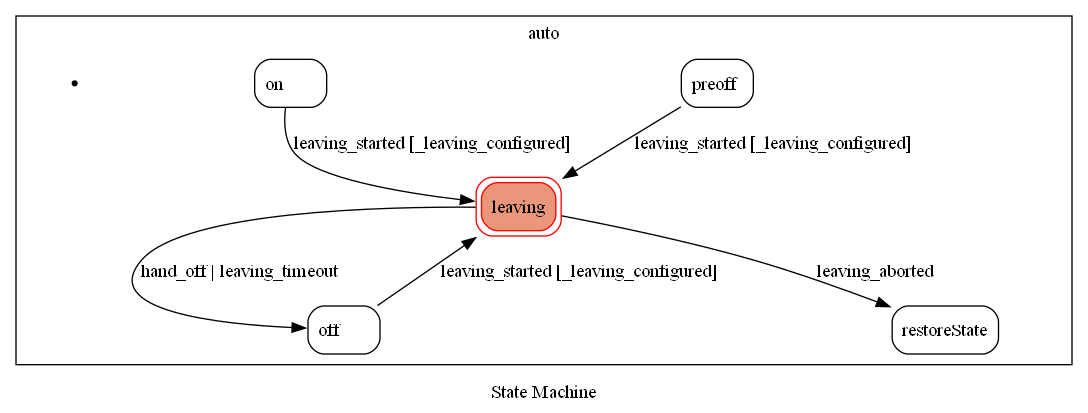 auto
on
preoff
leaving_started [_leaving_configured]
leaving_started [_leaving_configured]
leaving
hand_off | leaving_timeout
leaving_started [_leaving_configured]
leaving_aborted
off
restoreState
State Machine